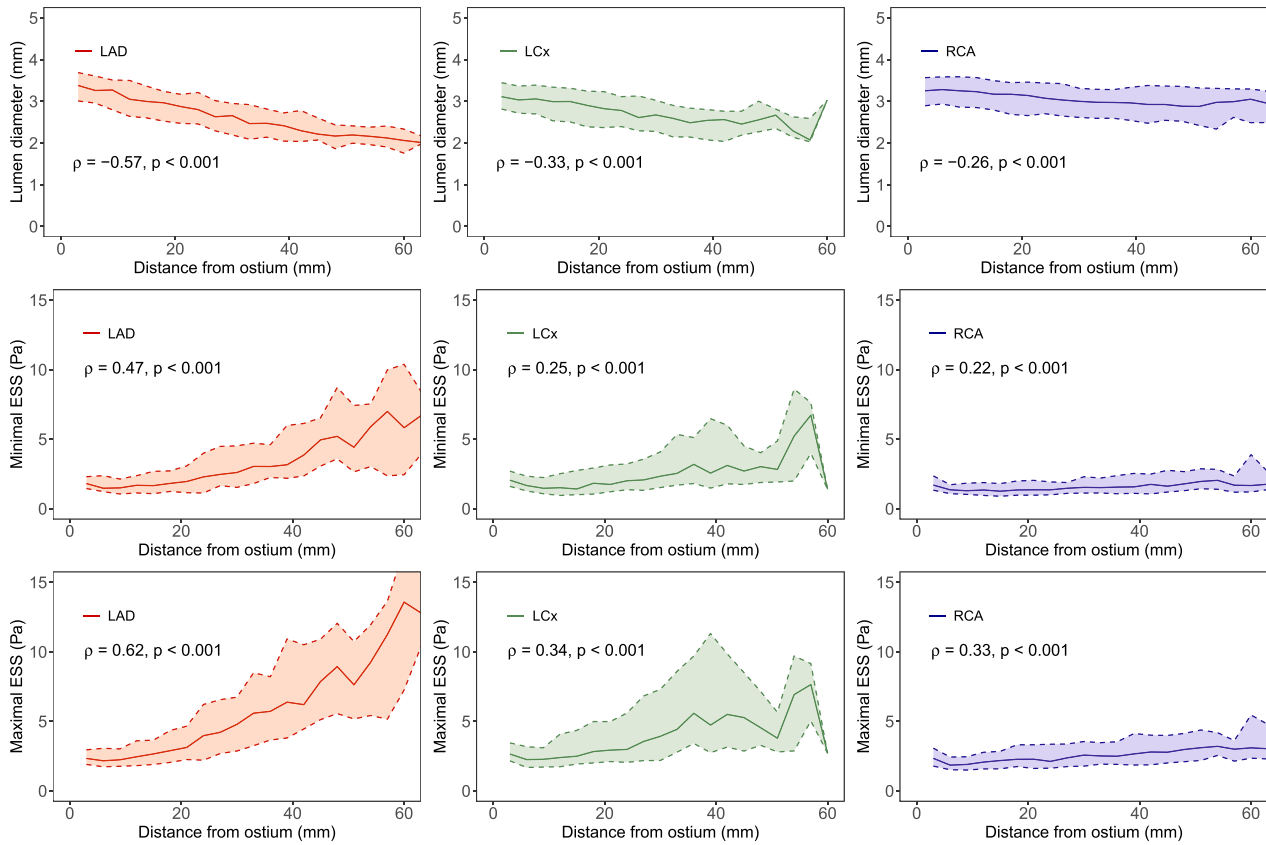 Lumen diameter (mm)
5
4
3
2
1
0
LAD
ρ = −0.57, p < 0.001
0 20 40 60
Distance from ostium (mm)
Lumen diameter (mm)
5
4
3
2
1
0
LCx
ρ = −0.33, p < 0.001
0 20 40 60
Distance from ostium (mm)
Lumen diameter (mm)
5
4
3
2
1
0
RCA
ρ = −0.26, p < 0.001
0 20 40 60
Distance from ostium (mm)
Minimal ESS (Pa)
15
10
5
0
LAD
ρ = 0.47, p < 0.001
0 20 40 60
Distance from ostium (mm)
Minimal ESS (Pa)
15
10
5
0
LCx
ρ = 0.25, p < 0.001
0 20 40 60
Distance from ostium (mm)
Minimal ESS (Pa)
15
10
5
0
RCA
ρ = 0.22, p < 0.001
0 20 40 60
Distance from ostium (mm)
Maximal ESS (Pa)
15
10
5
0
LAD
ρ = 0.62, p < 0.001
0 20 40 60
Distance from ostium (mm)
Maximal ESS (Pa)
15
10
5
0
LCx
ρ = 0.34, p < 0.001
0 20 40 60
Distance from ostium (mm)
Maximal ESS (Pa)
15
10
5
0
RCA
ρ = 0.33, p < 0.001
0 20 40 60
Distance from ostium (mm)